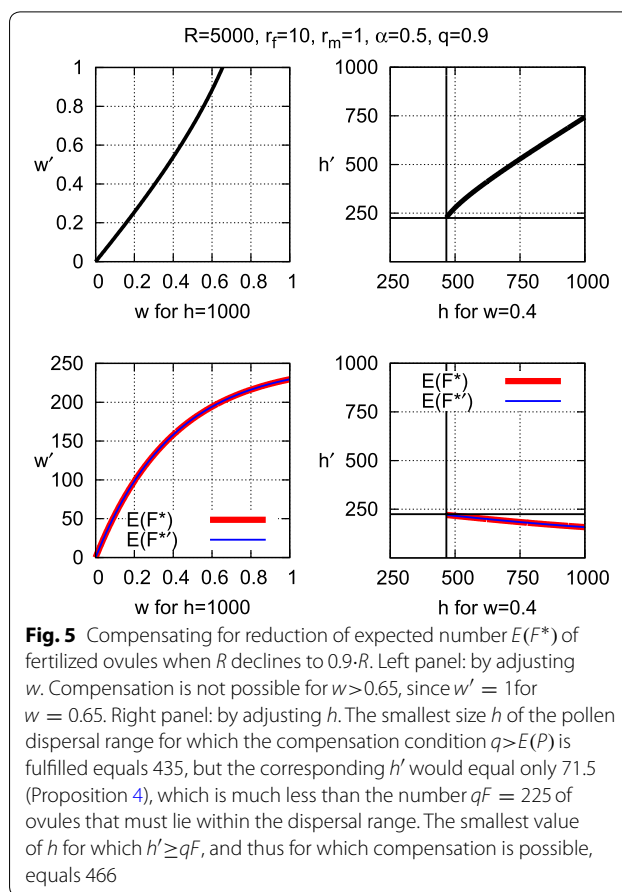 R=5000, r_f=10, r_m=1, α=0.5, q=0.9
1
0.8
0.6
0.4
0.2
0
w′
0 0.2 0.4 0.6 0.8 1
w for h=1000
1000
750
500
250
h′
250 500 750 1000
h for w=0.4
250
200
150
100
50
0
w′
E(F*)
E(F*′)
0 0.2 0.4 0.6 0.8 1
w for h=1000
1000
750
500
250
h′
E(F*)
E(F*′)
250 500 750 1000
h for w=0.4
Fig. 5 Compensating for reduction of expected number E(F*) of
fertilized ovules when R declines to 0.9·R. Left panel: by adjusting
w. Compensation is not possible for w>0.65, since w′ = 1for
w = 0.65. Right panel: by adjusting h. The smallest size h of the pollen
dispersal range for which the compensation condition q>E(P) is
fulfilled equals 435, but the corresponding h′ would equal only 71.5
(Proposition 4), which is much less than the number qF = 225 of
ovules that must lie within the dispersal range. The smallest value
of h for which h′≥qF, and thus for which compensation is possible,
equals 466